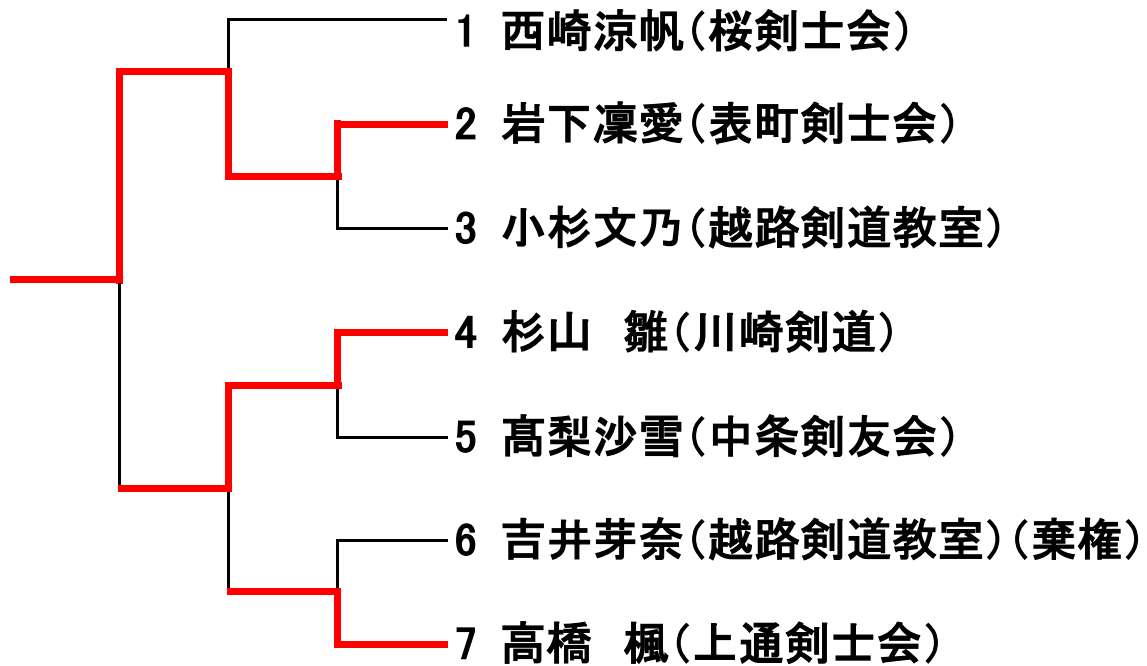 1 西崎涼帆（桜剣士会）
2 岩下凜愛（表町剣士会）
3 小杉文乃（越路剣道教室）
4 杉山　雛（川崎剣道）
5 髙梨沙雪（中条剣友会）
6 吉井芽奈（越路剣道教室）（棄権）
7 高橋　楓（上通剣士会）